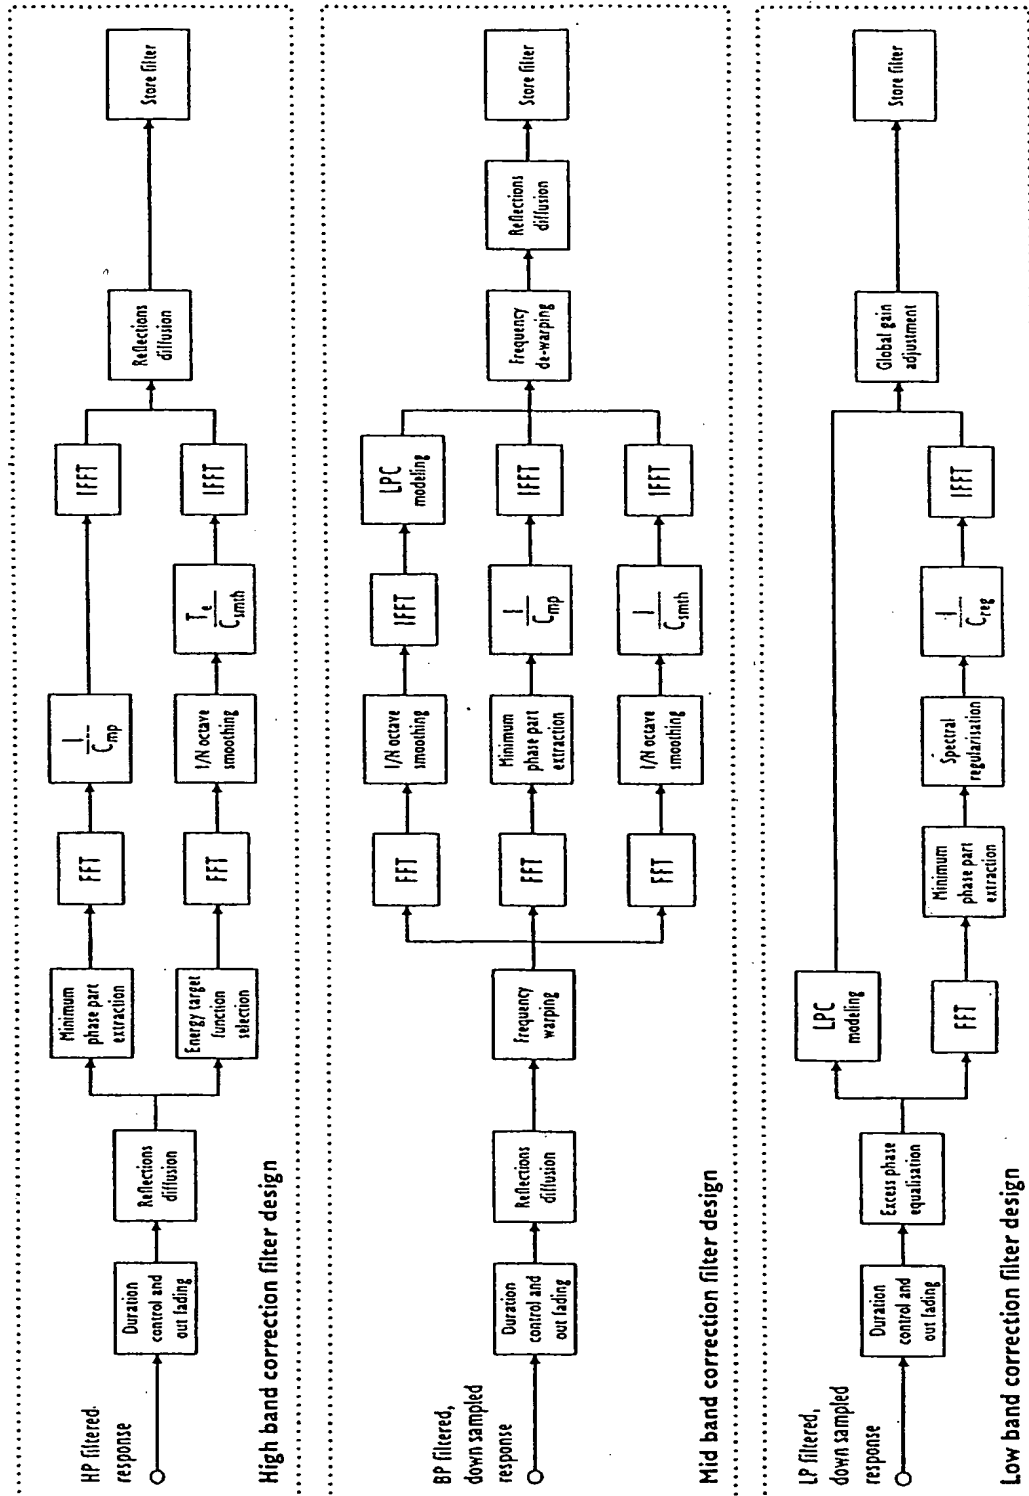 HP filtered
response
Duration
control and
out fading
Reflections
diffusion
Minimum
phase part
extraction
FFT
1
C_mp
IFFT
Energy target
function
selection
FFT
1/N octave
smoothing
T_e
C_smth
IFFT
Reflections
diffusion
Store filter
High band correction filter design
BP filtered,
down sampled
response
Duration
control and
out fading
Reflections
diffusion
Frequency
warping
FFT
1/N octave
smoothing
IFFT
LPC
modeling
FFT
Minimum
phase part
extraction
1
C_mp
IFFT
FFT
1/N octave
smoothing
1
C_smth
IFFT
Frequency
de-warping
Reflections
diffusion
Store filter
Mid band correction filter design
LP filtered,
down sampled
response
Duration
control and
out fading
Excess phase
equalisation
LPC
modeling
FFT
Minimum
phase part
extraction
Spectral
regularisation
1
C_reg
IFFT
Global gain
adjustment
Store filter
Low band correction filter design